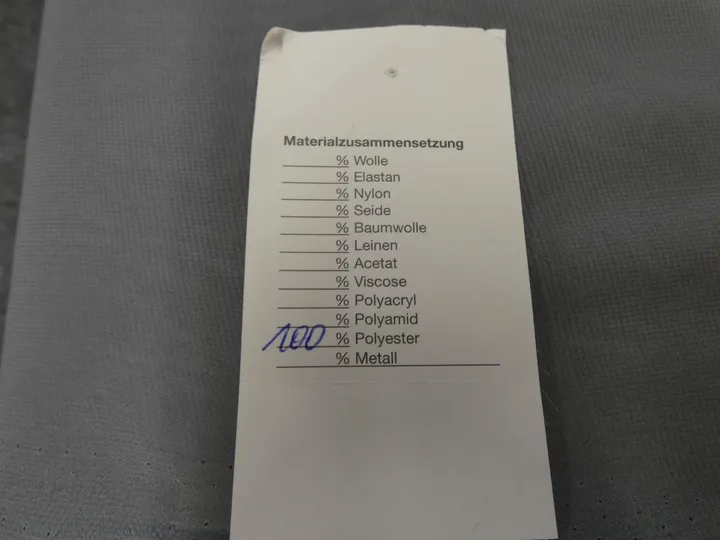 Materialzusammensetzung
% Wolle
% Elastan
% Nylon
% Seide
% Baumwolle
% Leinen
% Acetat
% Viscose
% Polyacryl
% Polyamid
100 % Polyester
% Metall